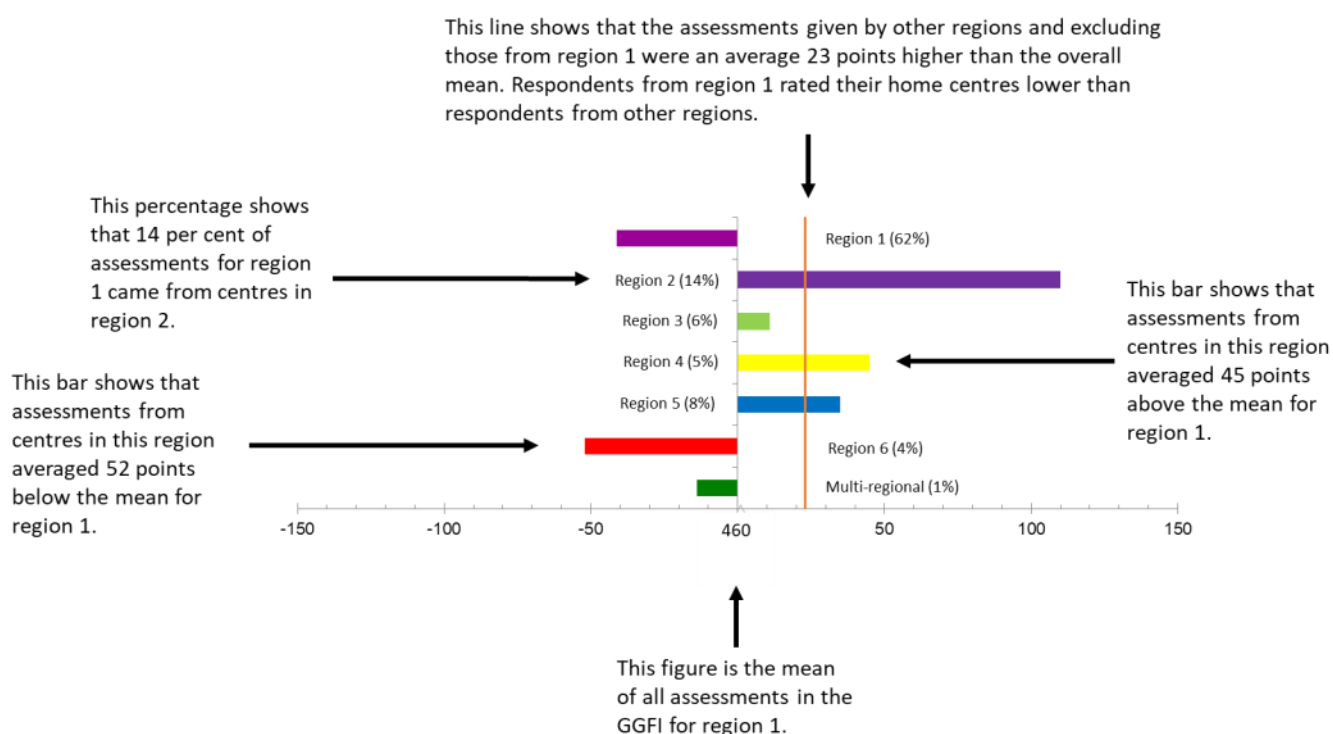 This line shows that the assessments given by other regions and excluding
those from region 1 were an average 23 points higher than the overall
mean. Respondents from region 1 rated their home centres lower than
respondents from other regions.
This percentage shows
that 14 per cent of
assessments for region
1 came from centres in
region 2.
Region 1 (62%)
Region 2 (14%)
Region 3 (6%)
Region 4 (5%)
Region 5 (8%)
Region 6 (4%)
Multi-regional (1%)
This bar shows that
assessments from
centres in this region
averaged 45 points
above the mean for
region 1.
This bar shows that
assessments from
centres in this region
averaged 52 points
below the mean for
region 1.
-150 -100 -50 460 50 100 150
This figure is the mean
of all assessments in the
GGFI for region 1.